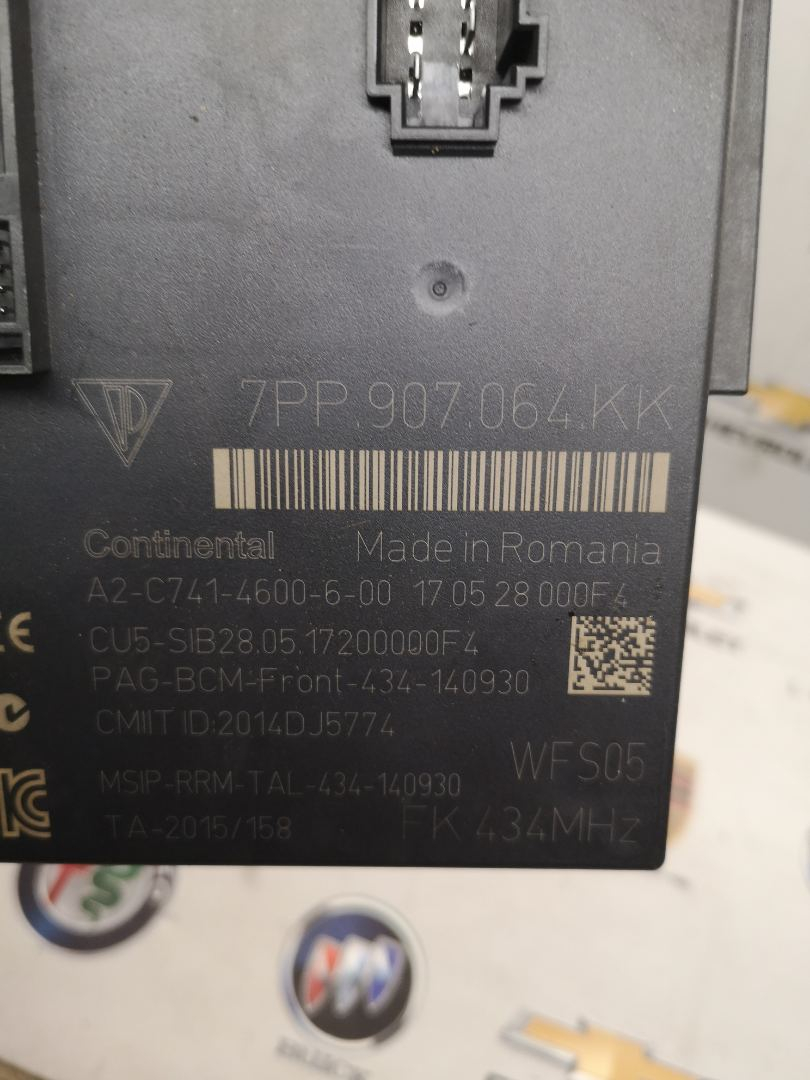 7PP.907.064.KK
Continental Made in Romania
A2-C741-4600-6-00 17 05 28 000F4
CU5-SIB28.05.17200000F4
PAG-BCM-Front-434-140930
CMIIT ID:2014DJ5774
WFS05
MSIP-RRM-TAL-434-140930
TA-2015/158 FK 434MHz
BUICK